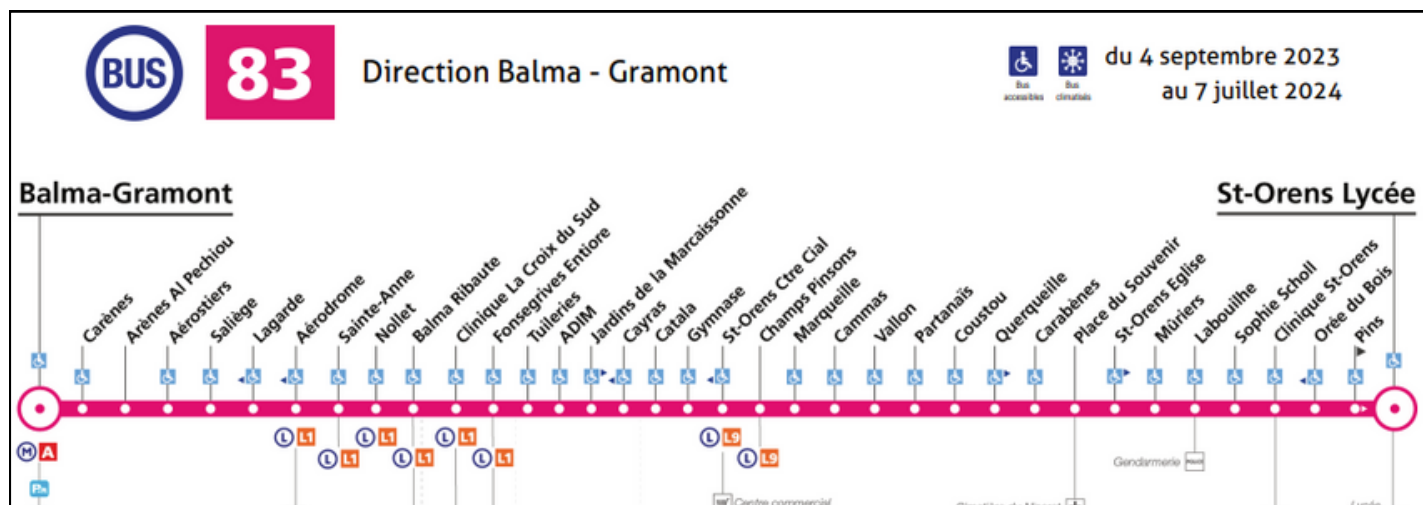 BUS
83
Direction Balma - Gramont
Bus accessibles
Bus climatisés
du 4 septembre 2023
au 7 juillet 2024
Balma-Gramont
Carènes
Arènes Al Pechiou
Aérostiers
Saliège
Lagarde
Aérodrome
Sainte-Anne
Nollet
Balma Ribaute
Clinique La Croix du Sud
Fonsegrives Entiore
Tuileries
ADIM
Jardins de la Marcaissonne
Cayras
Catala
Gymnase
St-Orens Ctre Cial
Champs Pinsons
Marqueille
Cammas
Vallon
Partanaïs
Coustou
Querqueille
Carabènes
Place du Souvenir
St-Orens Eglise
Mûriers
Labouilhe
Sophie Scholl
Clinique St-Orens
Orée du Bois
Pins
St-Orens Lycée
M A
L L1
L L1
L L1
L L1
L L1
L L1
L L9
L L9
Gendarmerie POLICE
Centre commercial